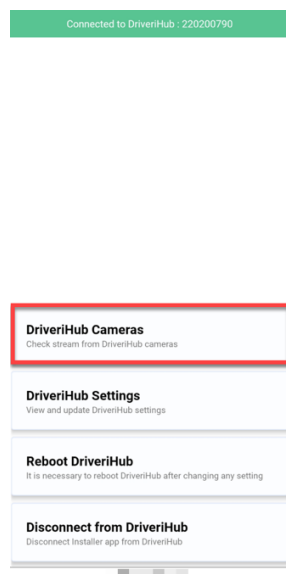 Connected to DriveriHub : 220200790
DriveriHub Cameras
Check stream from DriveriHub cameras
DriveriHub Settings
View and update DriveriHub settings
Reboot DriveriHub
It is necessary to reboot DriveriHub after changing any setting
Disconnect from DriveriHub
Disconnect Installer app from DriveriHub